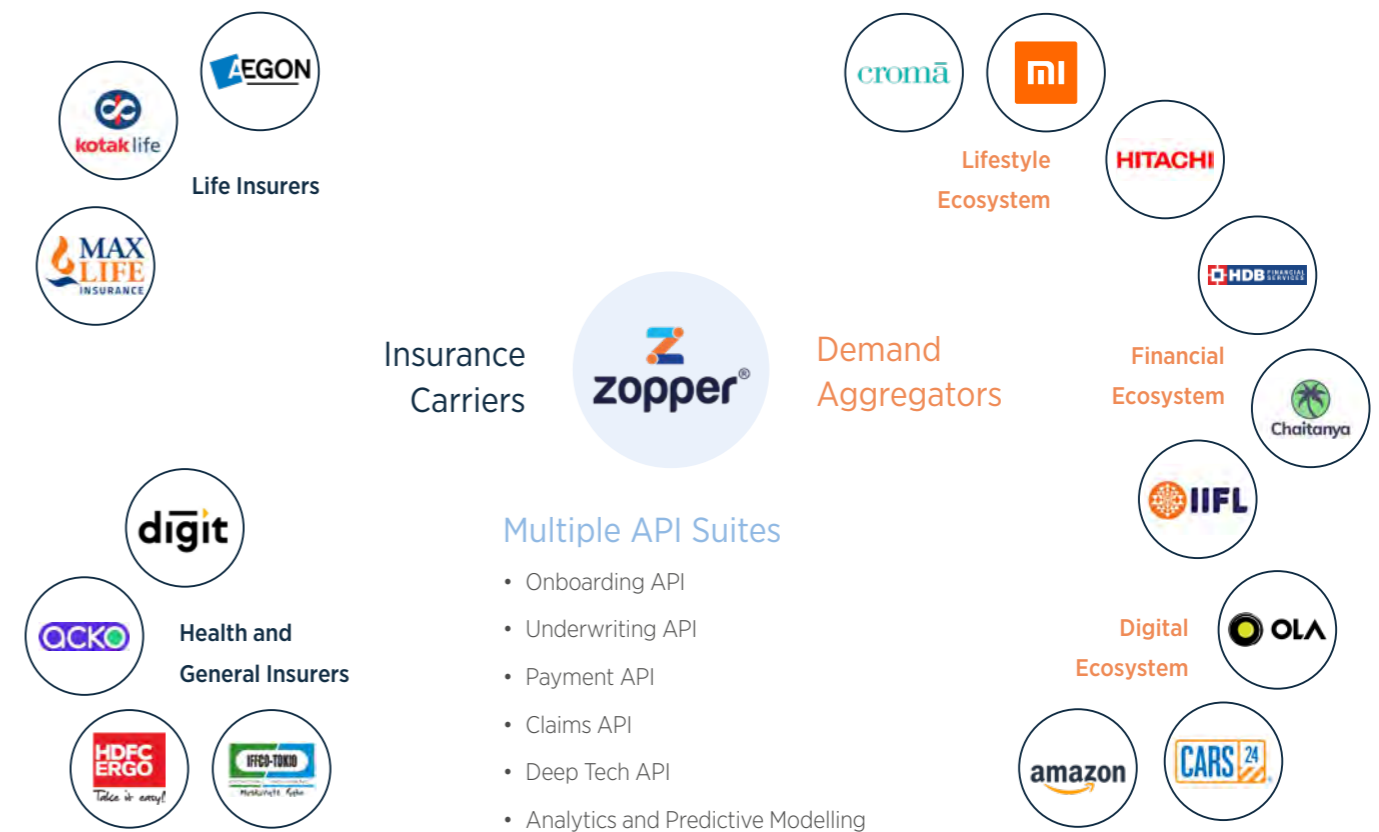 AEGON
kotak life
Life Insurers
MAX
LIFE
INSURANCE
Insurance
Carriers
zopper®
Demand
Aggregators
cromā
mi
Lifestyle
Ecosystem
HITACHI
HDB FINANCIAL
SERVICES
Financial
Ecosystem
Chaitanya
IIFL
digit
acko
Health and
General Insurers
HDFC
ERGO
Take it easy!
IFFCO-TOKIO
Multiple API Suites
• Onboarding API
• Underwriting API
• Payment API
• Claims API
• Deep Tech API
• Analytics and Predictive Modelling
Digital
Ecosystem
OLA
amazon
CARS 24